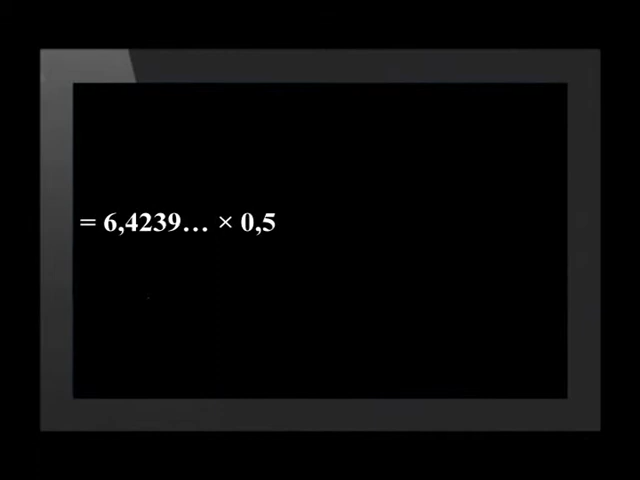 = 6,4239… × 0,5